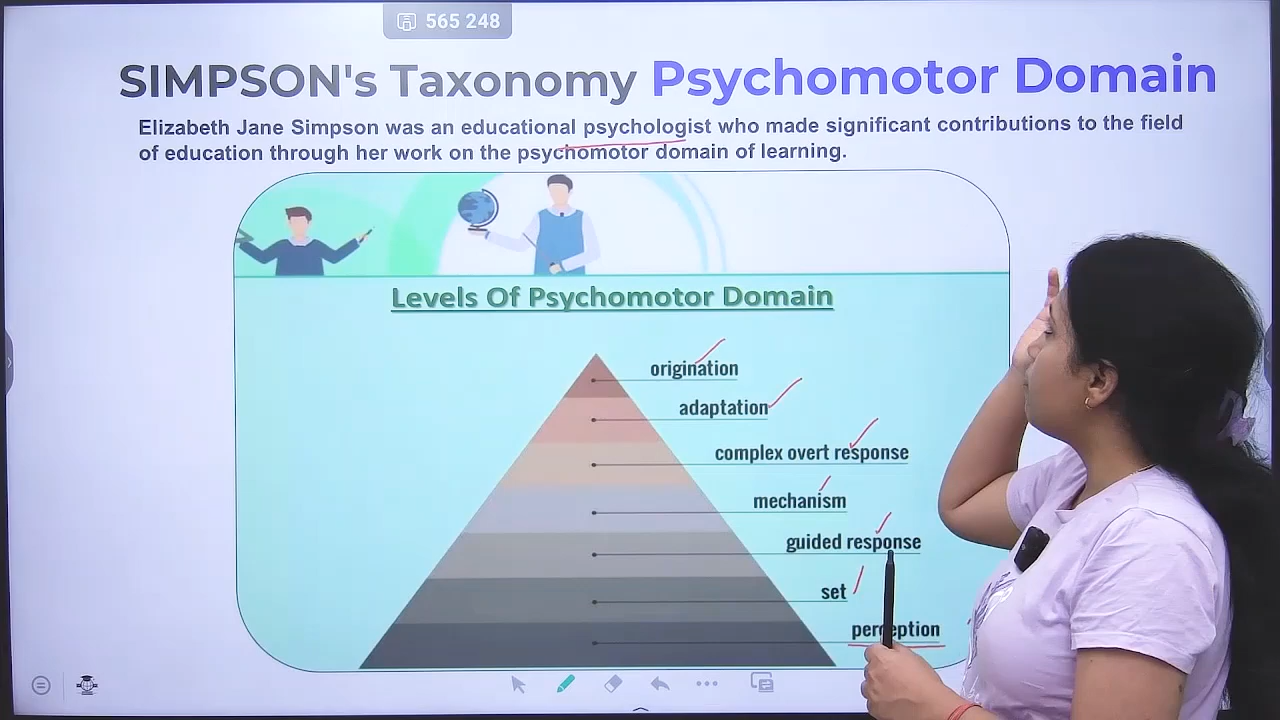 565 248
SIMPSON's Taxonomy Psychomotor Domain
Elizabeth Jane Simpson was an educational psychologist who made significant contributions to the field
of education through her work on the psychomotor domain of learning.
Levels Of Psychomotor Domain
origination
adaptation
complex overt response
mechanism
guided response
set
perception